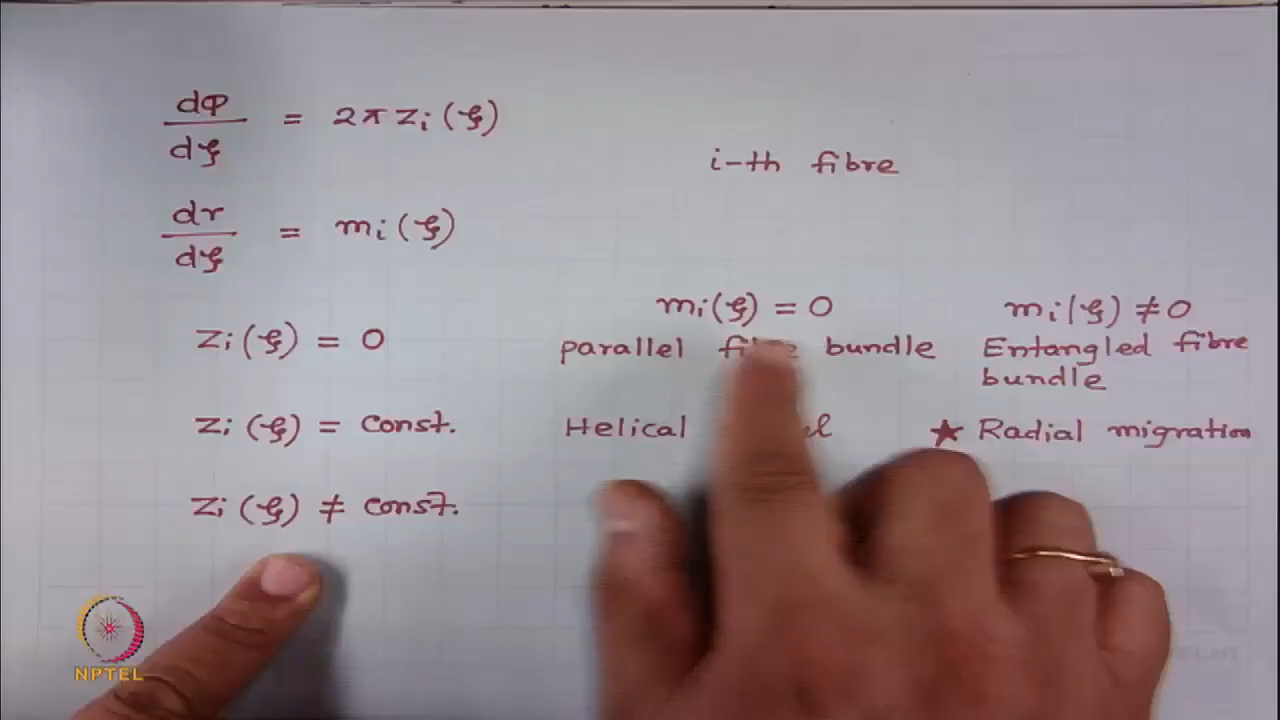 dφ/dξ = 2π zi (ξ)
i-th fibre
dr/dξ = mi (ξ)
mi(ξ) = 0
mi(ξ) ≠ 0
zi (ξ) = 0
parallel bundle
Entangled fibre
bundle
zi (ξ) = const.
Helical
★ Radial migration
zi (ξ) ≠ const.
NPTEL